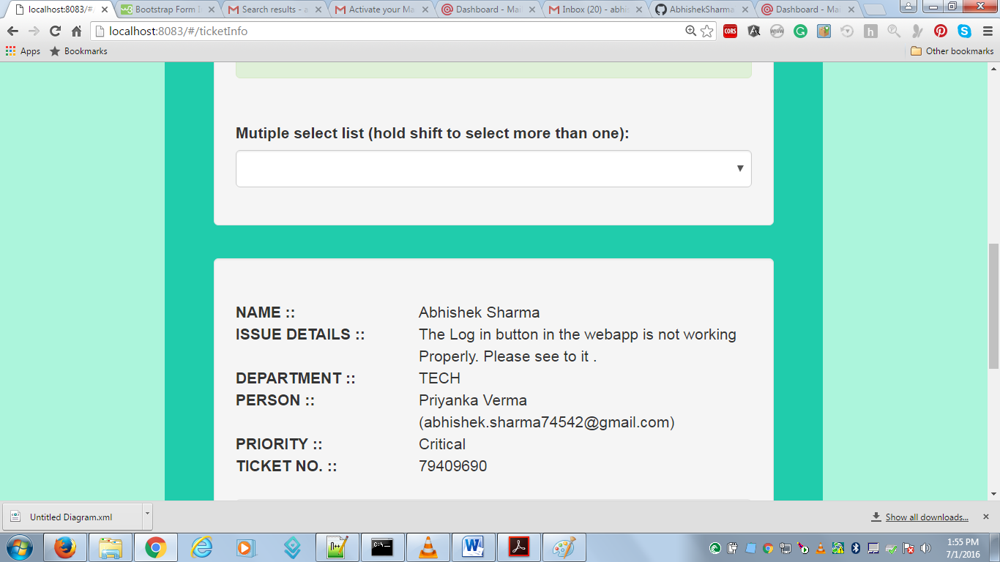 localhost:8083/#/
Bootstrap Form I
Search results - a
Activate your Ma
Dashboard - Mai
Inbox (20) - abhis
AbhishekSharma
Dashboard - Mai
localhost:8083/#/ticketInfo
CORS
Apps
Bookmarks
Other bookmarks
Mutiple select list (hold shift to select more than one):
NAME :: Abhishek Sharma
ISSUE DETAILS :: The Log in button in the webapp is not working
Properly. Please see to it .
DEPARTMENT :: TECH
PERSON :: Priyanka Verma
(abhishek.sharma74542@gmail.com)
PRIORITY :: Critical
TICKET NO. :: 79409690
Untitled Diagram.xml
Show all downloads...
1:55 PM
7/1/2016